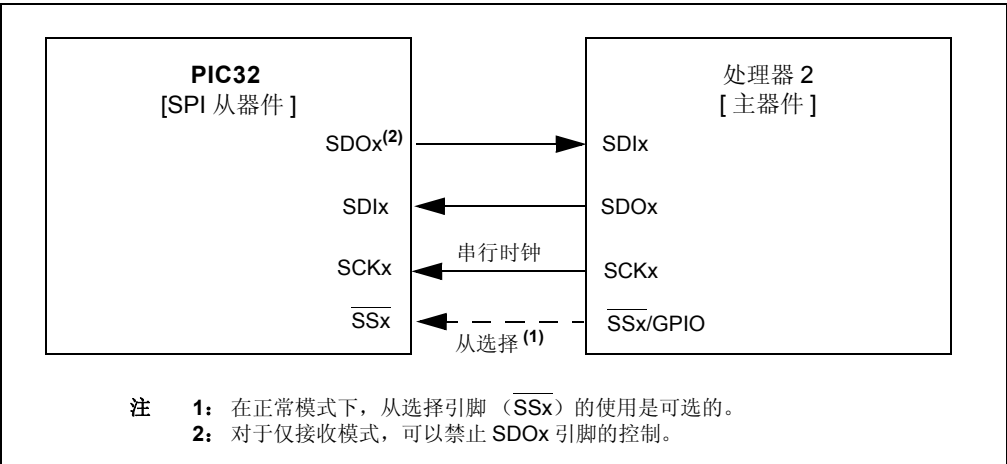 PIC32
[SPI 从器件 ]
处理器 2
[ 主器件 ]
SDOx(2)
SDIx
SDIx
SDOx
串行时钟
SCKx
SCKx
SSx
SSx/GPIO
从选择 (1)
注 1： 在正常模式下，从选择引脚 （SSx）的使用是可选的。
2： 对于仅接收模式，可以禁止 SDOx 引脚的控制。